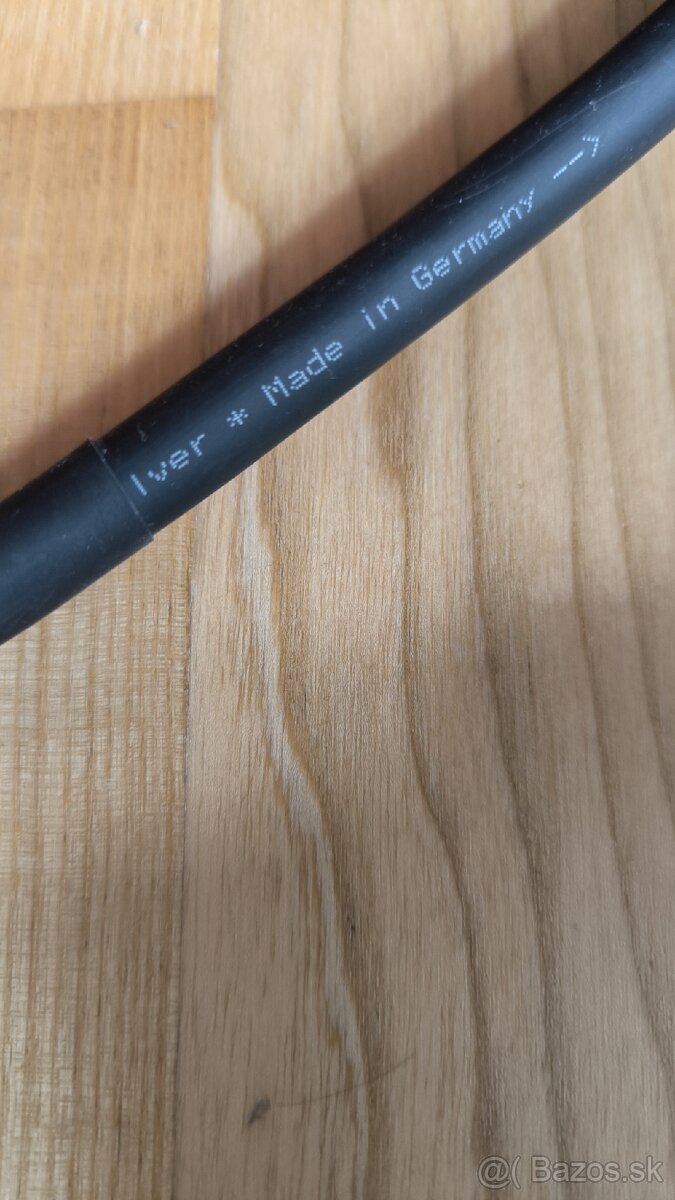 lver * Made in Germany -->
@( Bazos.sk